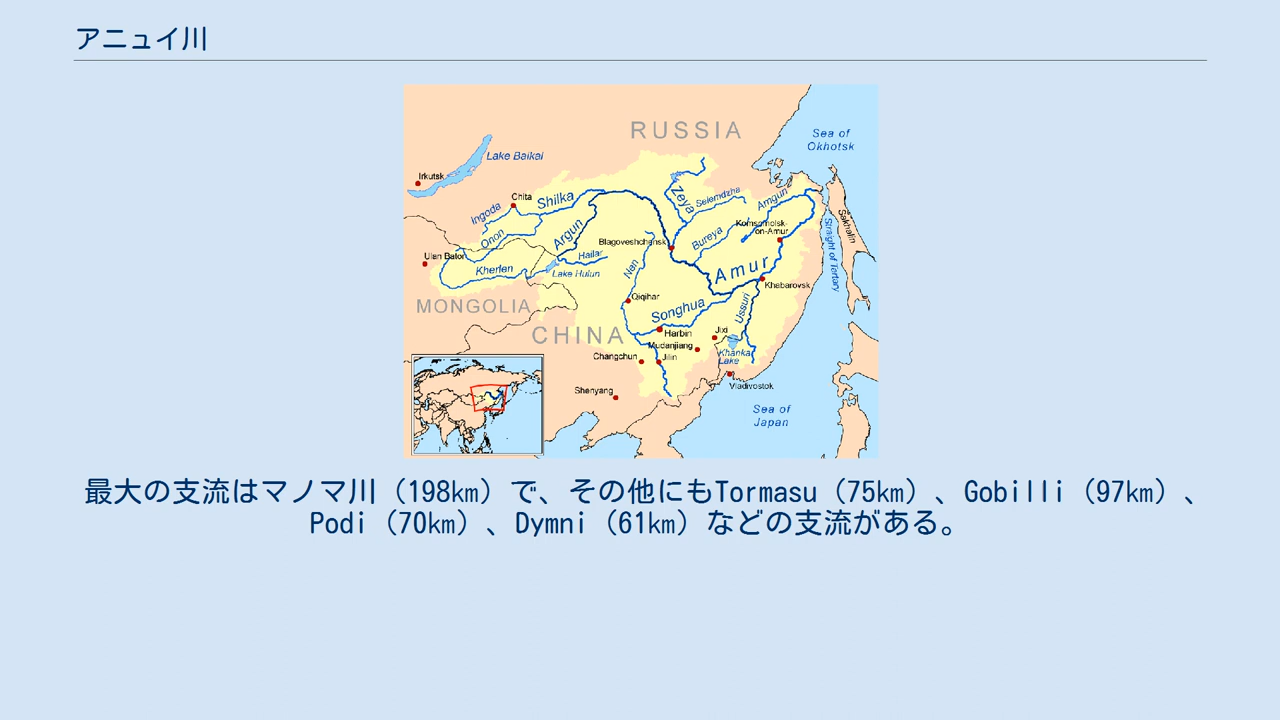 アニュイ川
RUSSIA
Sea of
Okhotsk
Lake Baikal
Irkutsk
Chita
Shilka
Ingoda
Onon
Argun
Zeya
Selemdzha
Amgun
Komsomolsk-
on-Amur
Sakhalin
Blagoveshchensk
Bureya
Straight of Tartary
Ulan Bator
Kherlen
Hailar
Lake Hulun
Nen
Amur
Khabarovsk
MONGOLIA
Qiqihar
Songhua
Ussuri
CHINA
Harbin
Jixi
Mudanjiang
Changchun
Jilin
Khanka
Lake
Shenyang
Vladivostok
Sea of
Japan
最大の支流はマノマ川（198km）で、その他にもTormasu（75km）、Gobilli（97km）、
Podi（70km）、Dymni（61km）などの支流がある。